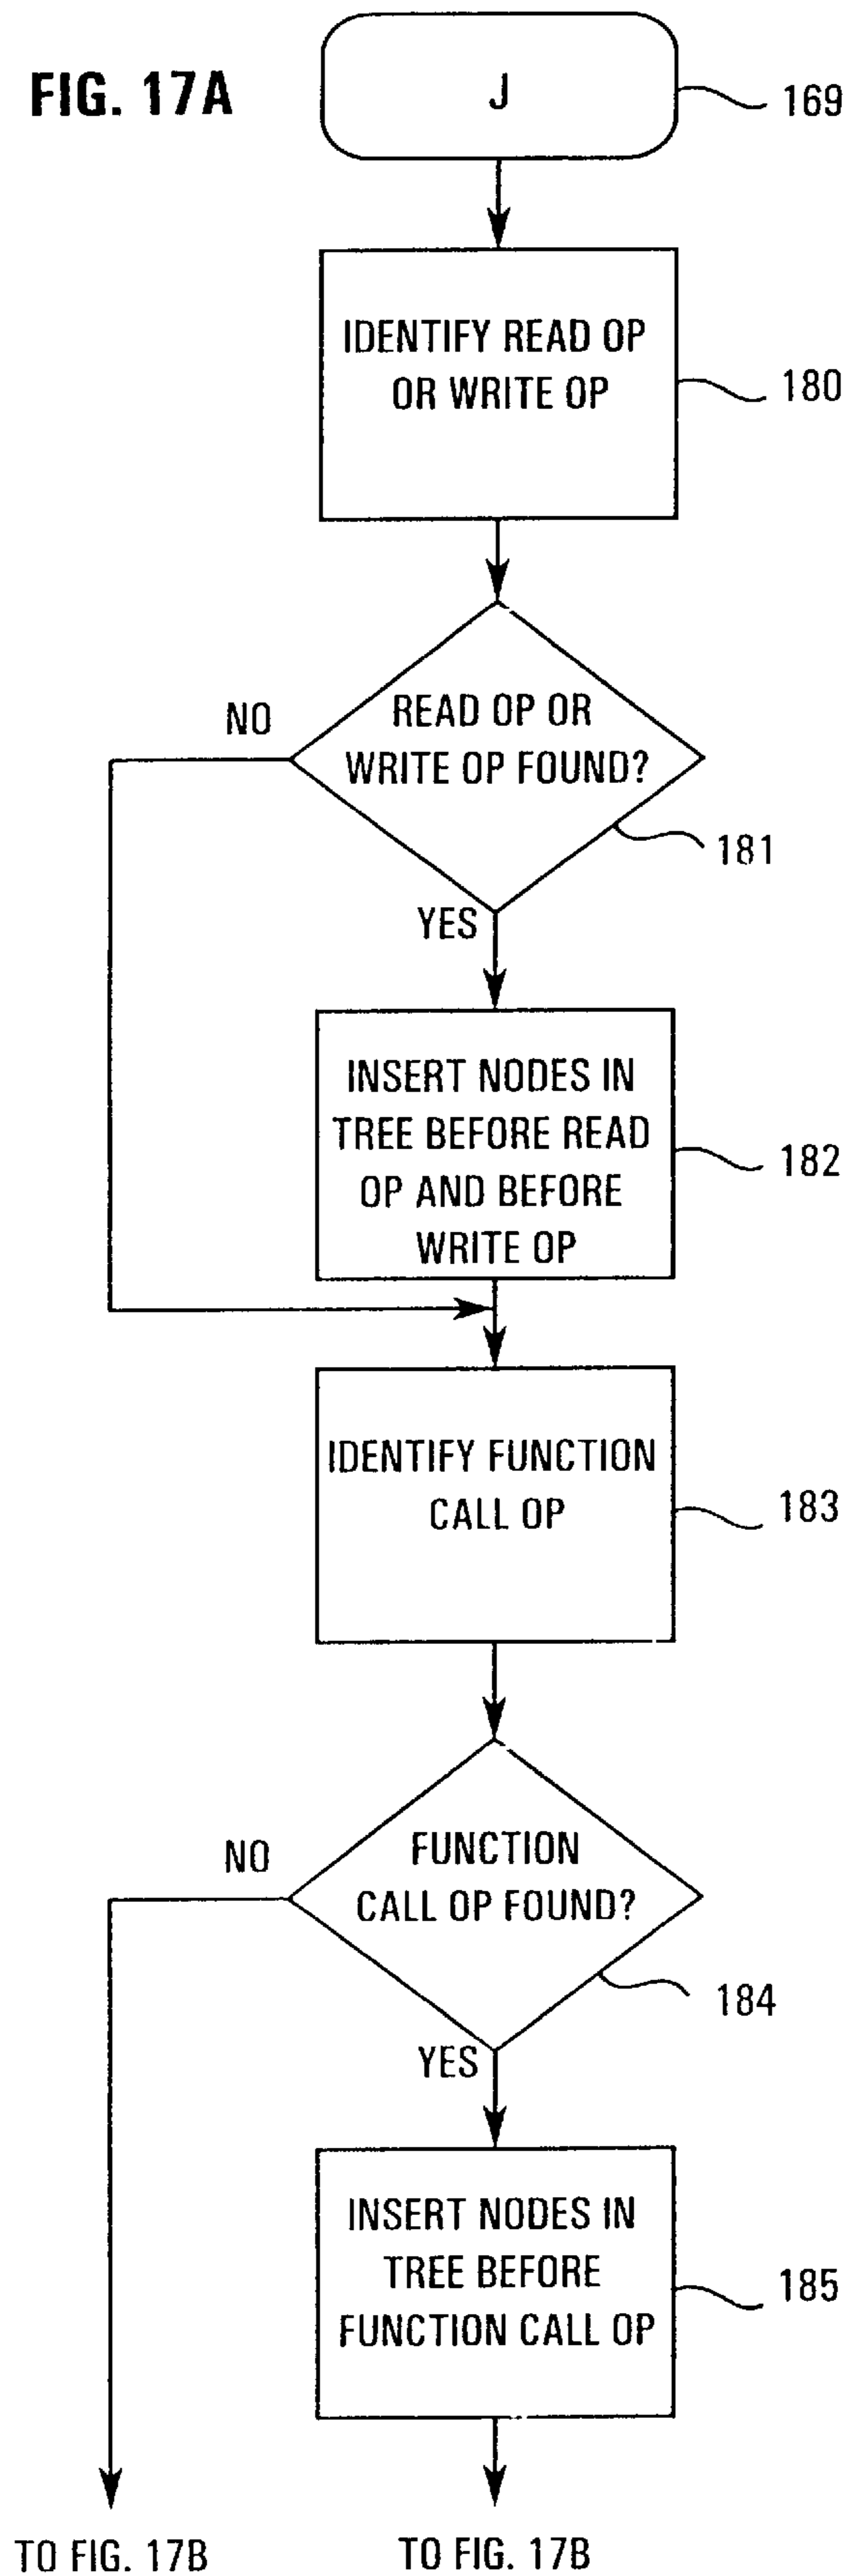 FIG. 17A
J
169
IDENTIFY READ OP
OR WRITE OP
180
NO
READ OP OR
WRITE OP FOUND?
181
YES
INSERT NODES IN
TREE BEFORE READ
OP AND BEFORE
WRITE OP
182
IDENTIFY FUNCTION
CALL OP
183
NO
FUNCTION
CALL OP FOUND?
184
YES
INSERT NODES IN
TREE BEFORE
FUNCTION CALL OP
185
TO FIG. 17B
TO FIG. 17B